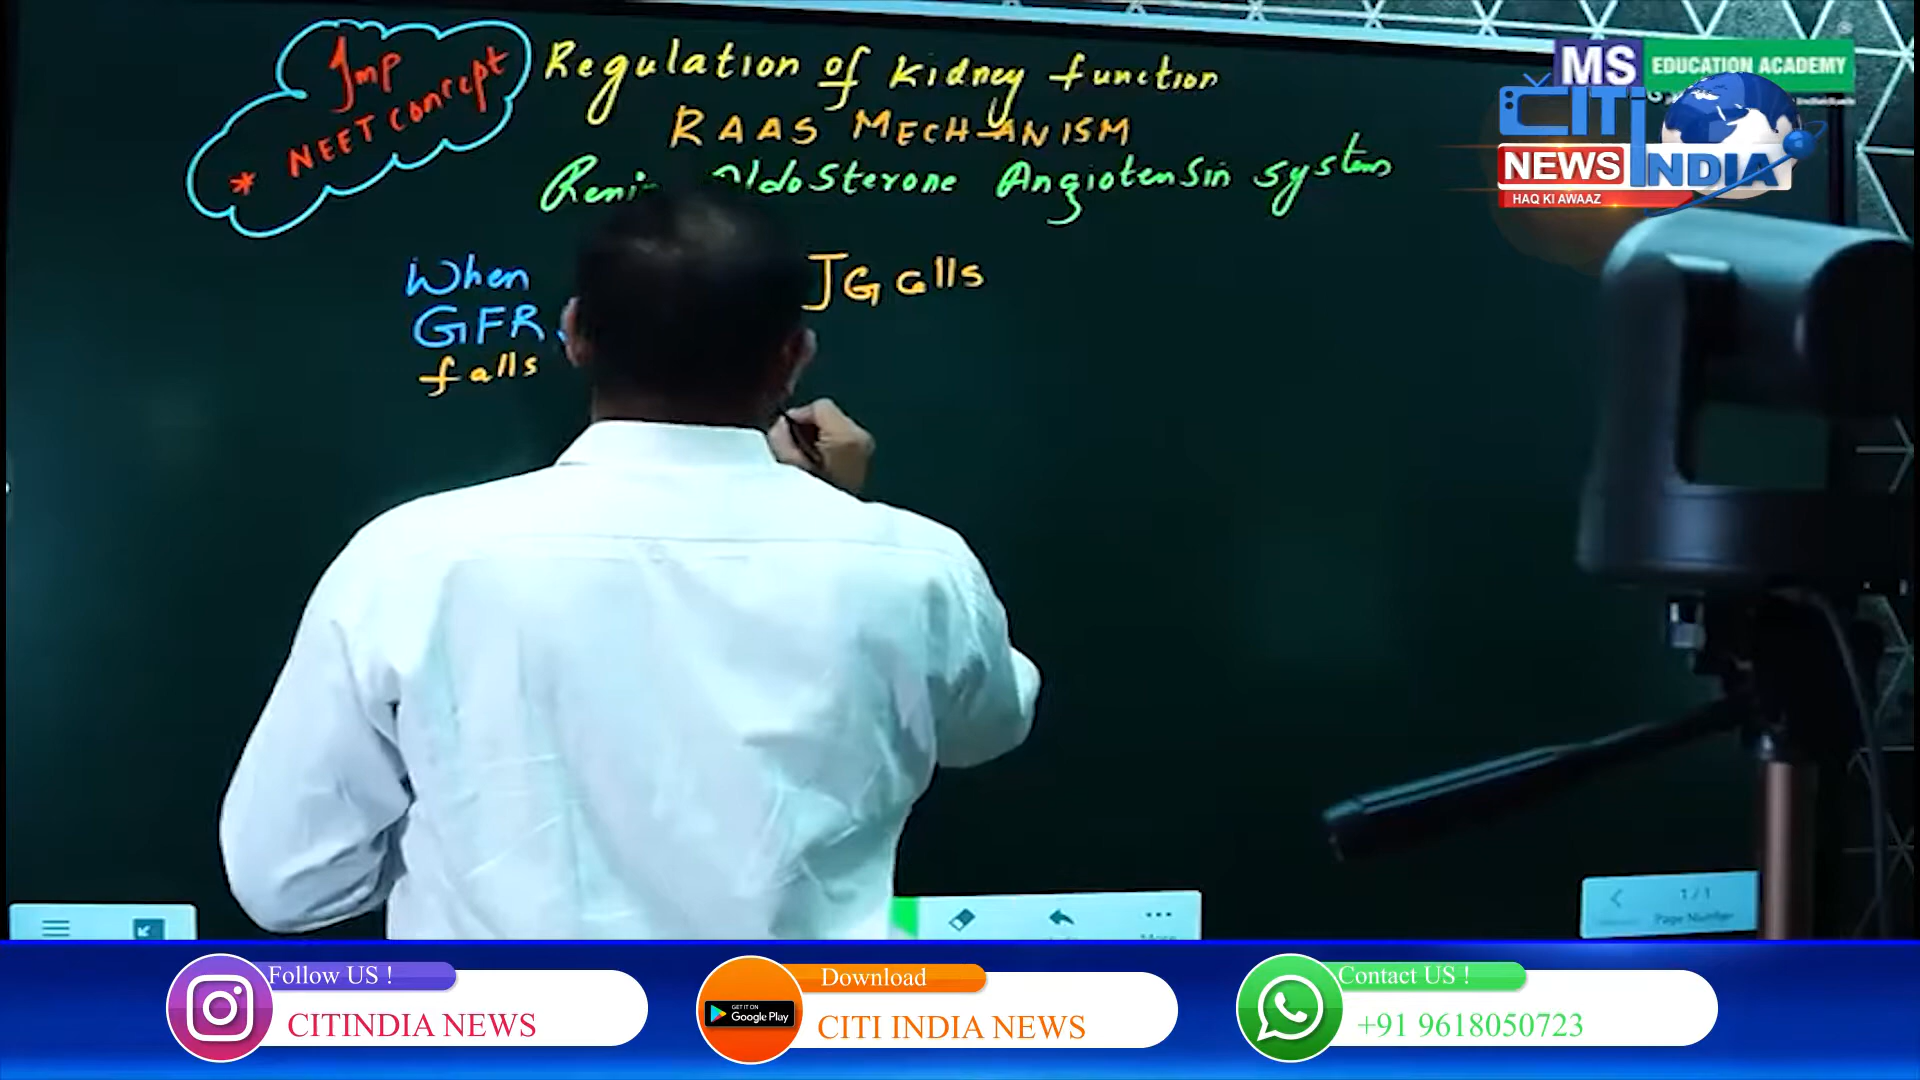 Imp
* NEET concept
Regulation of Kidney function
RAAS MECHANISM
Aldosterone Angiotensin system
When
GFR
falls
JG cells
MS EDUCATION ACADEMY
CITI
NEWS INDIA
HAQ KI AWAAZ
1/1
Page Number
Follow US !
CITINDIA NEWS
Download
GET IT ON
Google Play
CITI INDIA NEWS
Contact US !
+91 9618050723